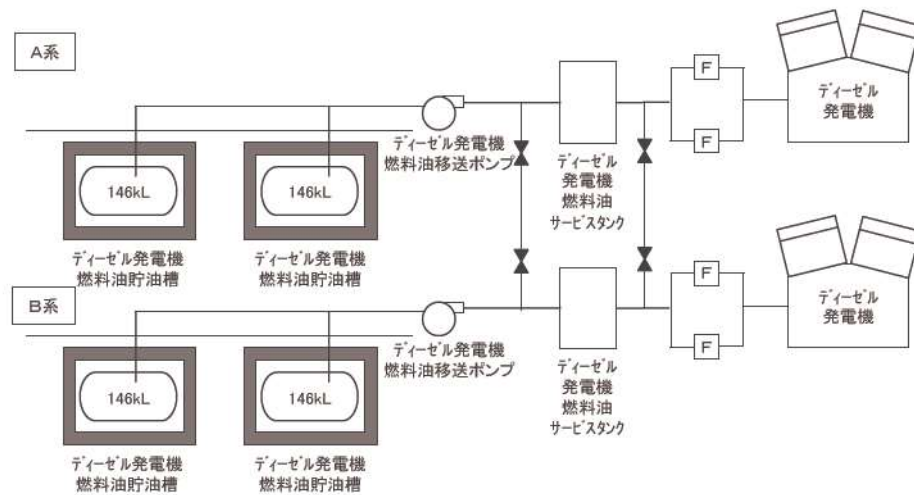 A系
F
F
ディーゼル
発電機
ディーゼル発電機
燃料油移送ポンプ
ディーゼル
発電機
燃料油
サービスタンク
146kL
146kL
ディーゼル発電機
燃料油貯油槽
ディーゼル発電機
燃料油貯油槽
B系
F
F
ディーゼル
発電機
ディーゼル発電機
燃料油移送ポンプ
ディーゼル
発電機
燃料油
サービスタンク
146kL
146kL
ディーゼル発電機
燃料油貯油槽
ディーゼル発電機
燃料油貯油槽